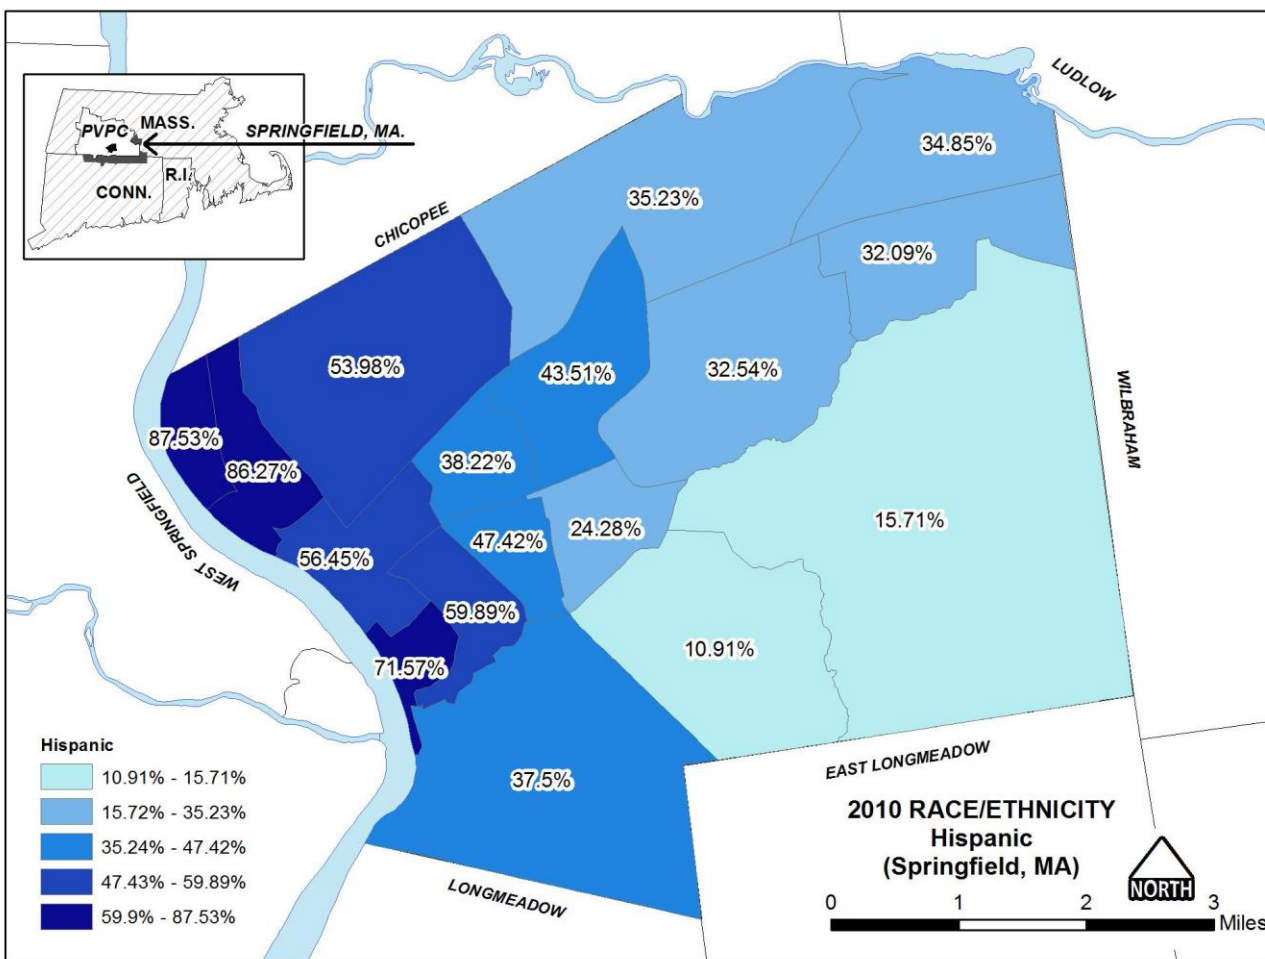 LUDLOW
PVPC
MASS.
SPRINGFIELD, MA.
CONN.
R.I.
CHICOPEE
34.85%
35.23%
32.09%
53.98%
43.51%
32.54%
WILBRAHAM
87.53%
86.27%
38.22%
WEST SPRINGFIELD
56.45%
47.42%
24.28%
15.71%
59.89%
71.57%
10.91%
37.5%
EAST LONGMEADOW
LONGMEADOW
Hispanic
10.91% - 15.71%
15.72% - 35.23%
35.24% - 47.42%
47.43% - 59.89%
59.9% - 87.53%
2010 RACE/ETHNICITY
Hispanic
(Springfield, MA)
NORTH
0 1 2 3
Miles